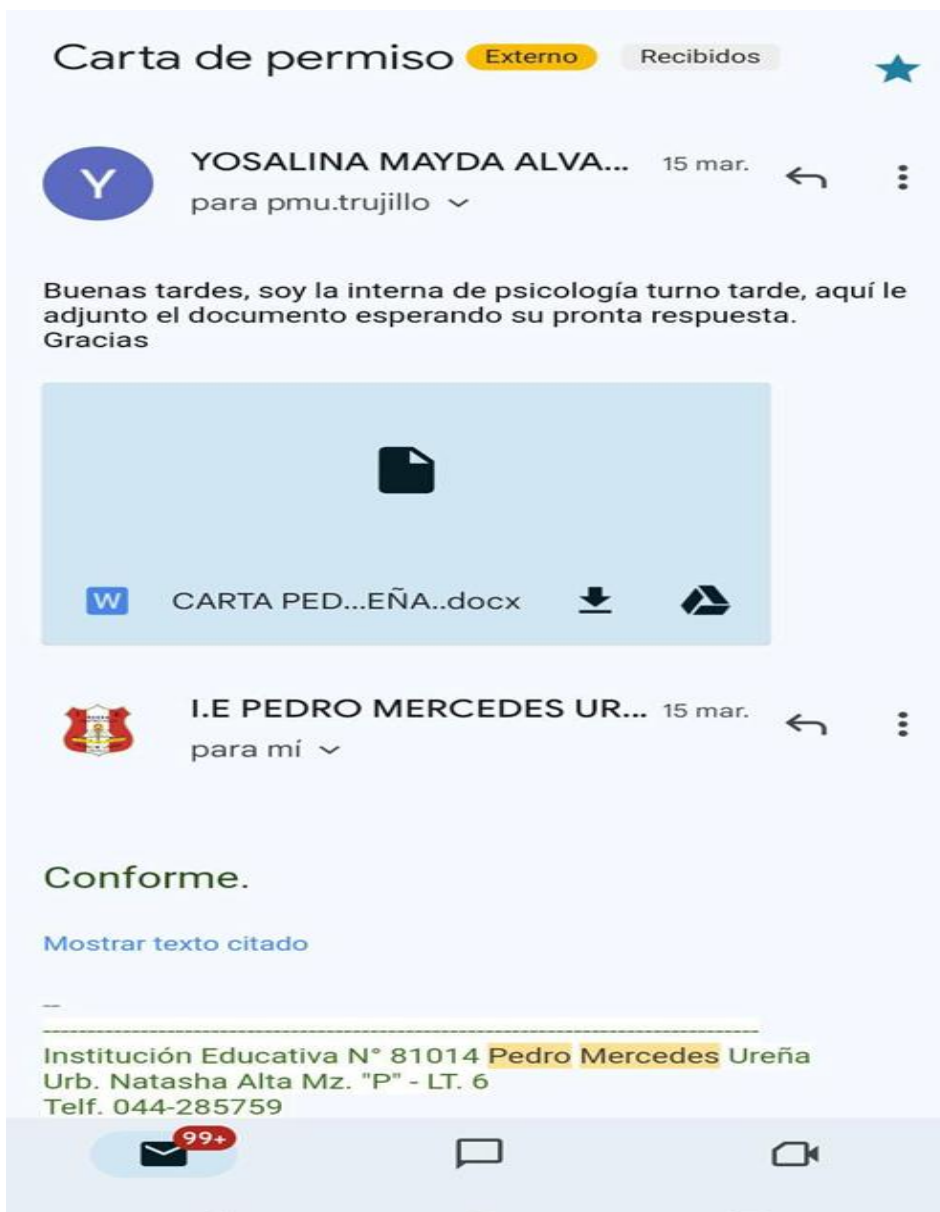 Carta de permiso Externo Recibidos
Y YOSALINA MAYDA ALVA... 15 mar.
para pmu.trujillo
Buenas tardes, soy la interna de psicología turno tarde, aquí le
adjunto el documento esperando su pronta respuesta.
Gracias
W CARTA PED...EÑA..docx
I.E PEDRO MERCEDES UR... 15 mar.
para mí
Conforme.
Mostrar texto citado
--
-----------------------------------------------------------------------------
Institución Educativa N° 81014 Pedro Mercedes Ureña
Urb. Natasha Alta Mz. "P" - LT. 6
Telf. 044-285759
99+